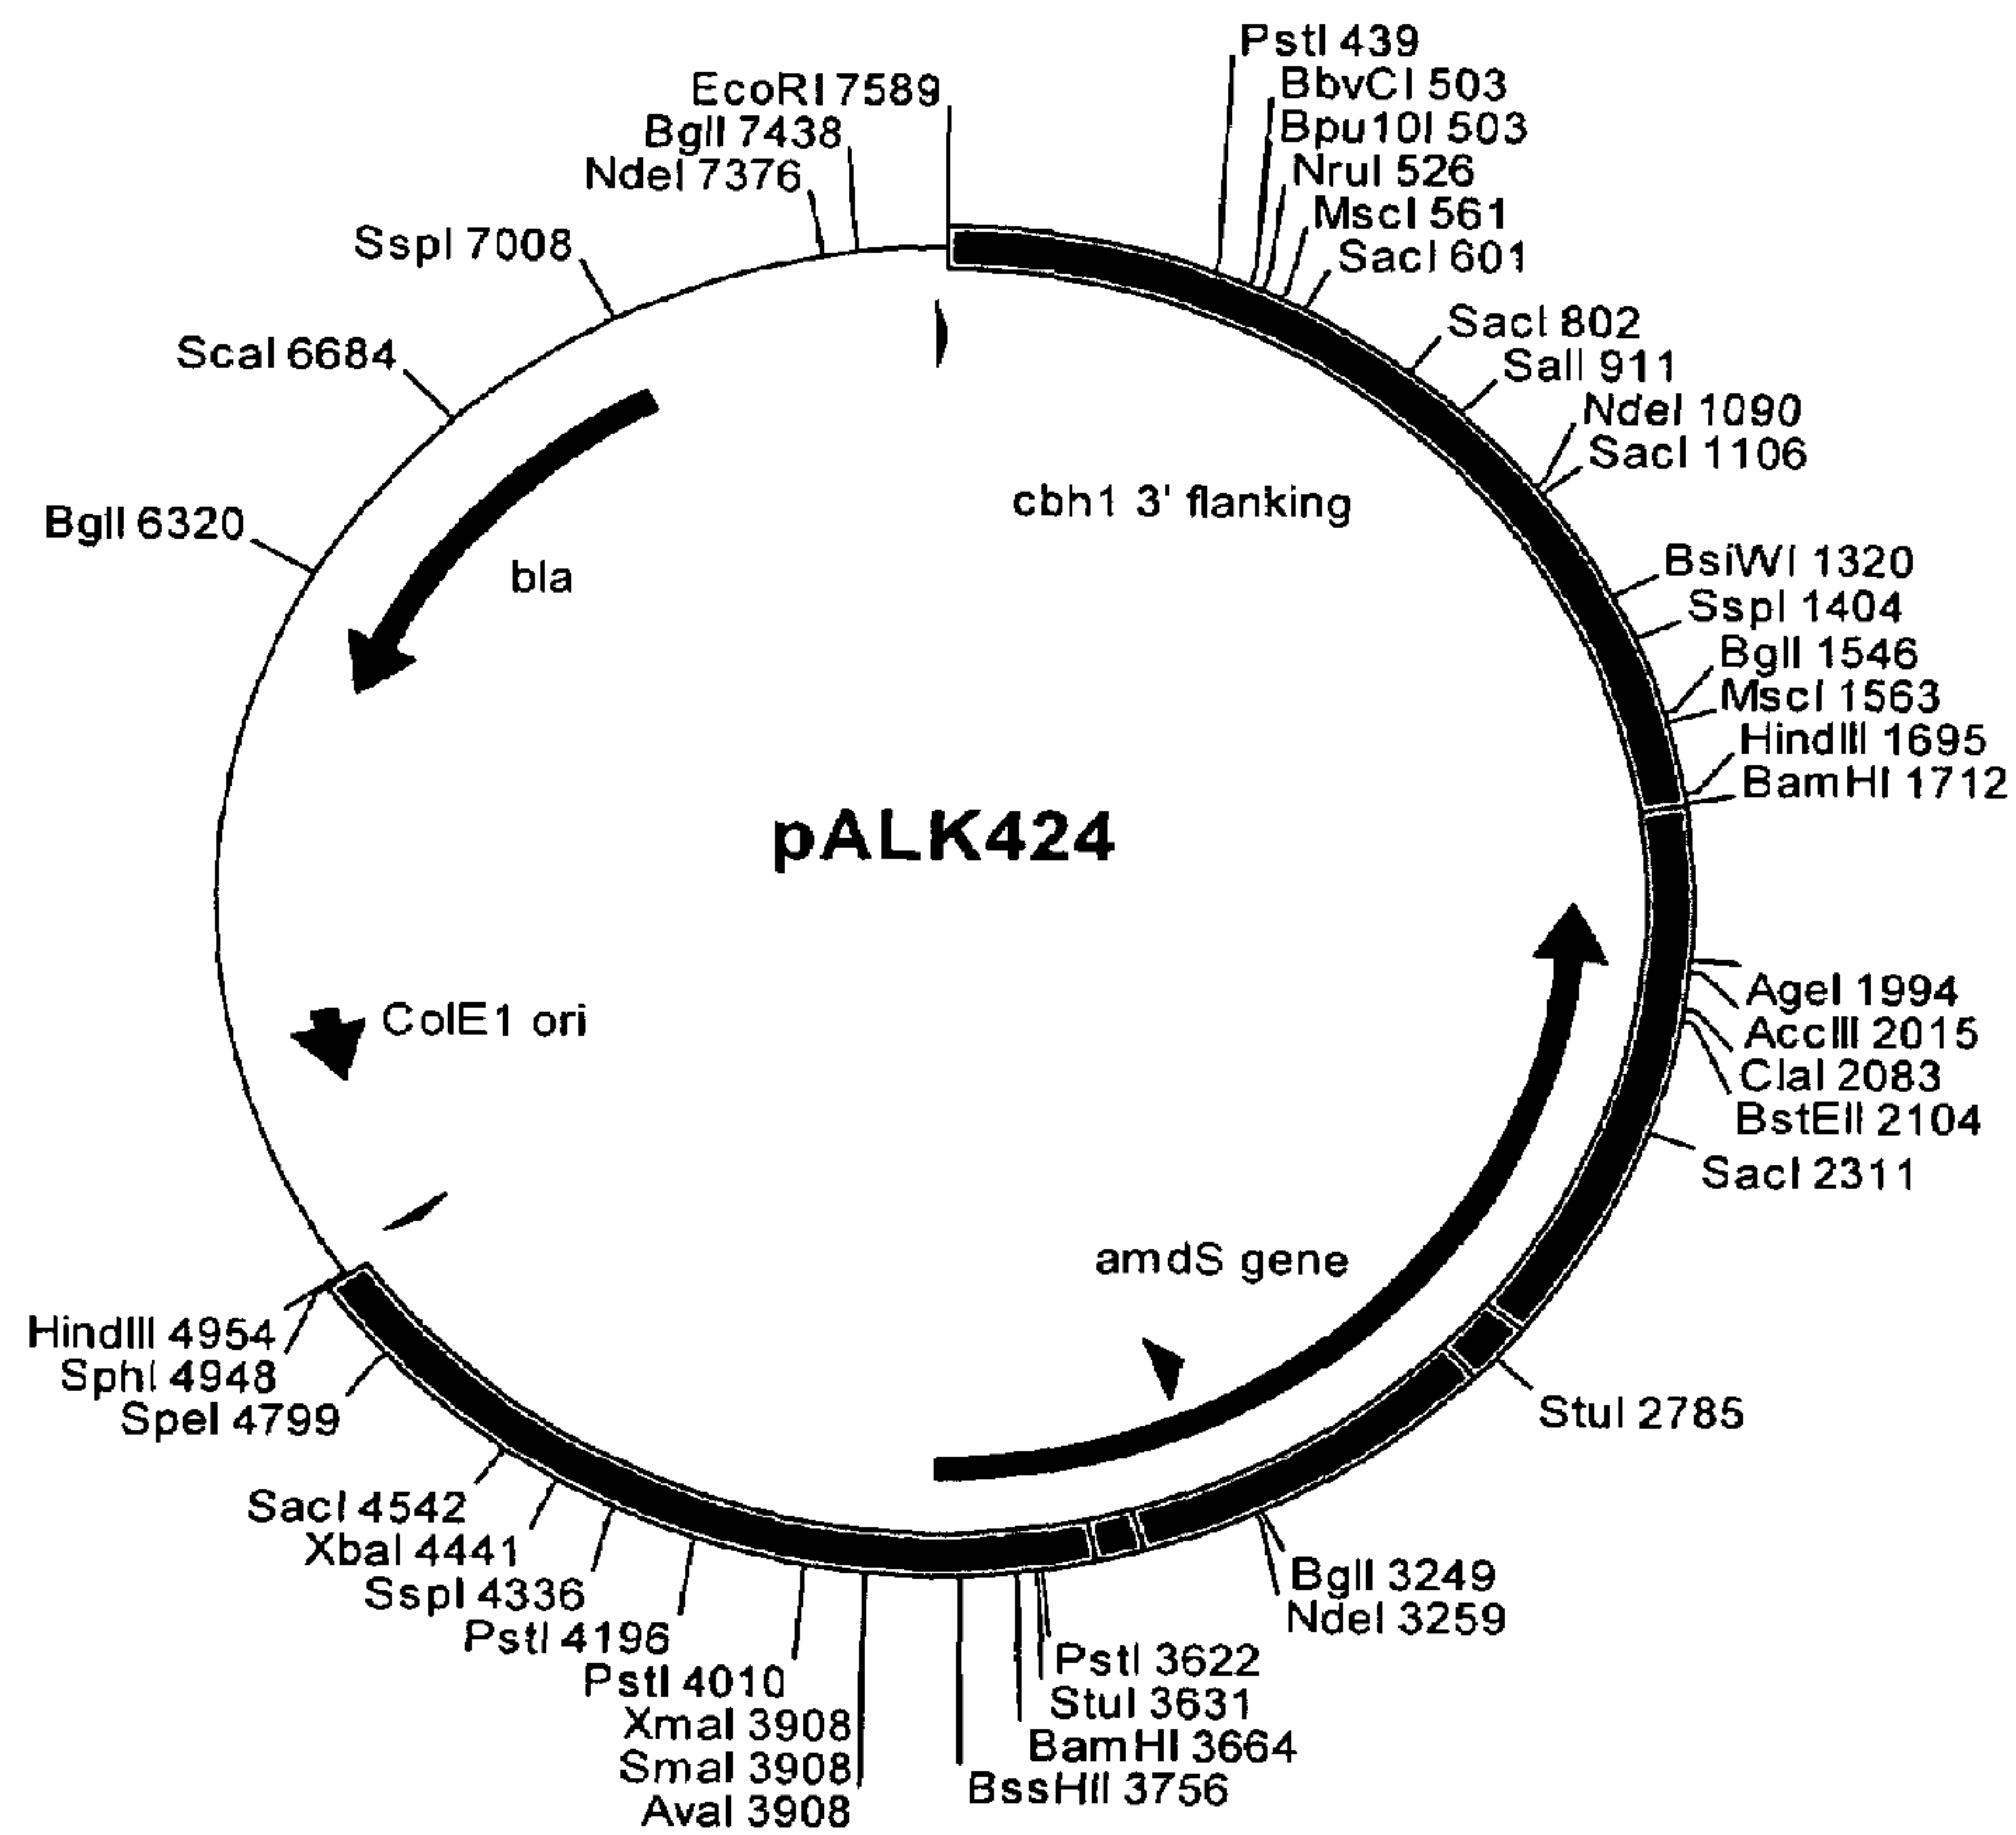 PstI 439
BbvCI 503
Bpu10I 503
NruI 526
MscI 561
SacI 601
SacI 802
SalI 911
NdeI 1090
SacI 1106
BsiWI 1320
SspI 1404
BglI 1546
MscI 1563
HindIII 1695
BamHI 1712
AgeI 1994
AccIII 2015
ClaI 2083
BstEII 2104
SacI 2311
StuI 2785
BglI 3249
NdeI 3259
PstI 3622
StuI 3631
BamHI 3664
BssHII 3756
XmaI 3908
SmaI 3908
AvaI 3908
PstI 4010
PstI 4196
SspI 4336
XbaI 4441
SacI 4542
SpeI 4799
SphI 4948
HindIII 4954
BglI 6320
ScaI 6684
SspI 7008
NdeI 7376
BglI 7438
EcoRI 7589
cbh1 3' flanking
bla
pALK424
ColE1 ori
amdS gene